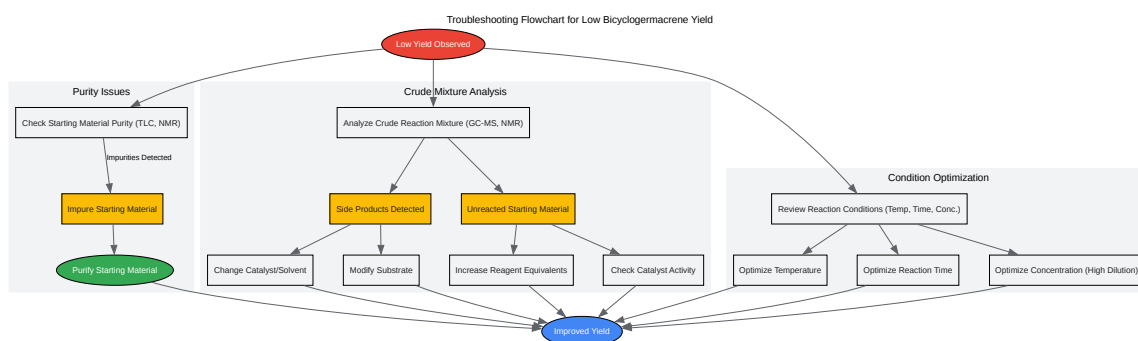 Troubleshooting Flowchart for Low Bicyclogermacrene Yield
Low Yield Observed
Purity Issues
Crude Mixture Analysis
Check Starting Material Purity (TLC, NMR)
Analyze Crude Reaction Mixture (GC-MS, NMR)
Impurities Detected
Condition Optimization
Impure Starting Material
Side Products Detected
Unreacted Starting Material
Review Reaction Conditions (Temp, Time, Conc.)
Purify Starting Material
Change Catalyst/Solvent
Modify Substrate
Increase Reagent Equivalents
Check Catalyst Activity
Optimize Temperature
Optimize Reaction Time
Optimize Concentration (High Dilution)
Improved Yield